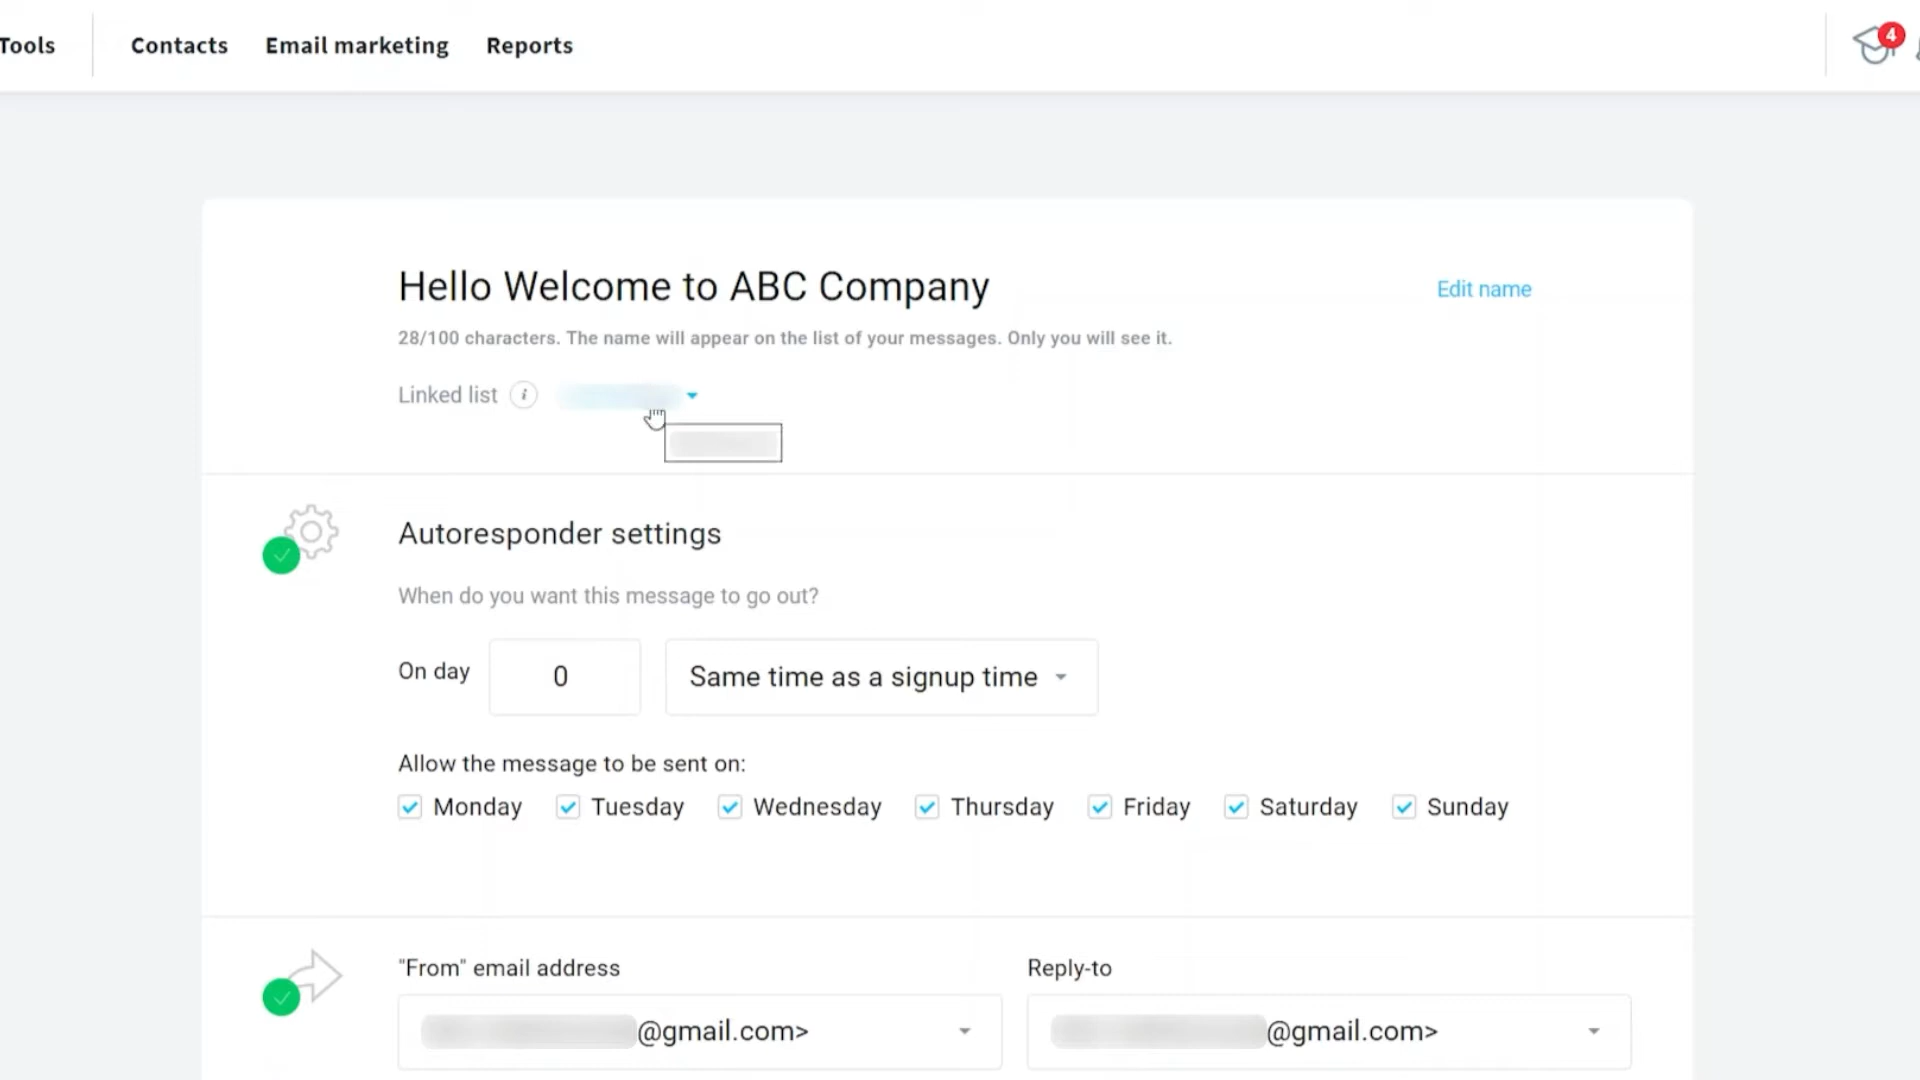 Tools Contacts Email marketing Reports 4
Hello Welcome to ABC Company Edit name
28/100 characters. The name will appear on the list of your messages. Only you will see it.
Linked list i
Autoresponder settings
When do you want this message to go out?
On day 0 Same time as a signup time
Allow the message to be sent on:
Monday Tuesday Wednesday Thursday Friday Saturday Sunday
"From" email address Reply-to
@gmail.com> @gmail.com>